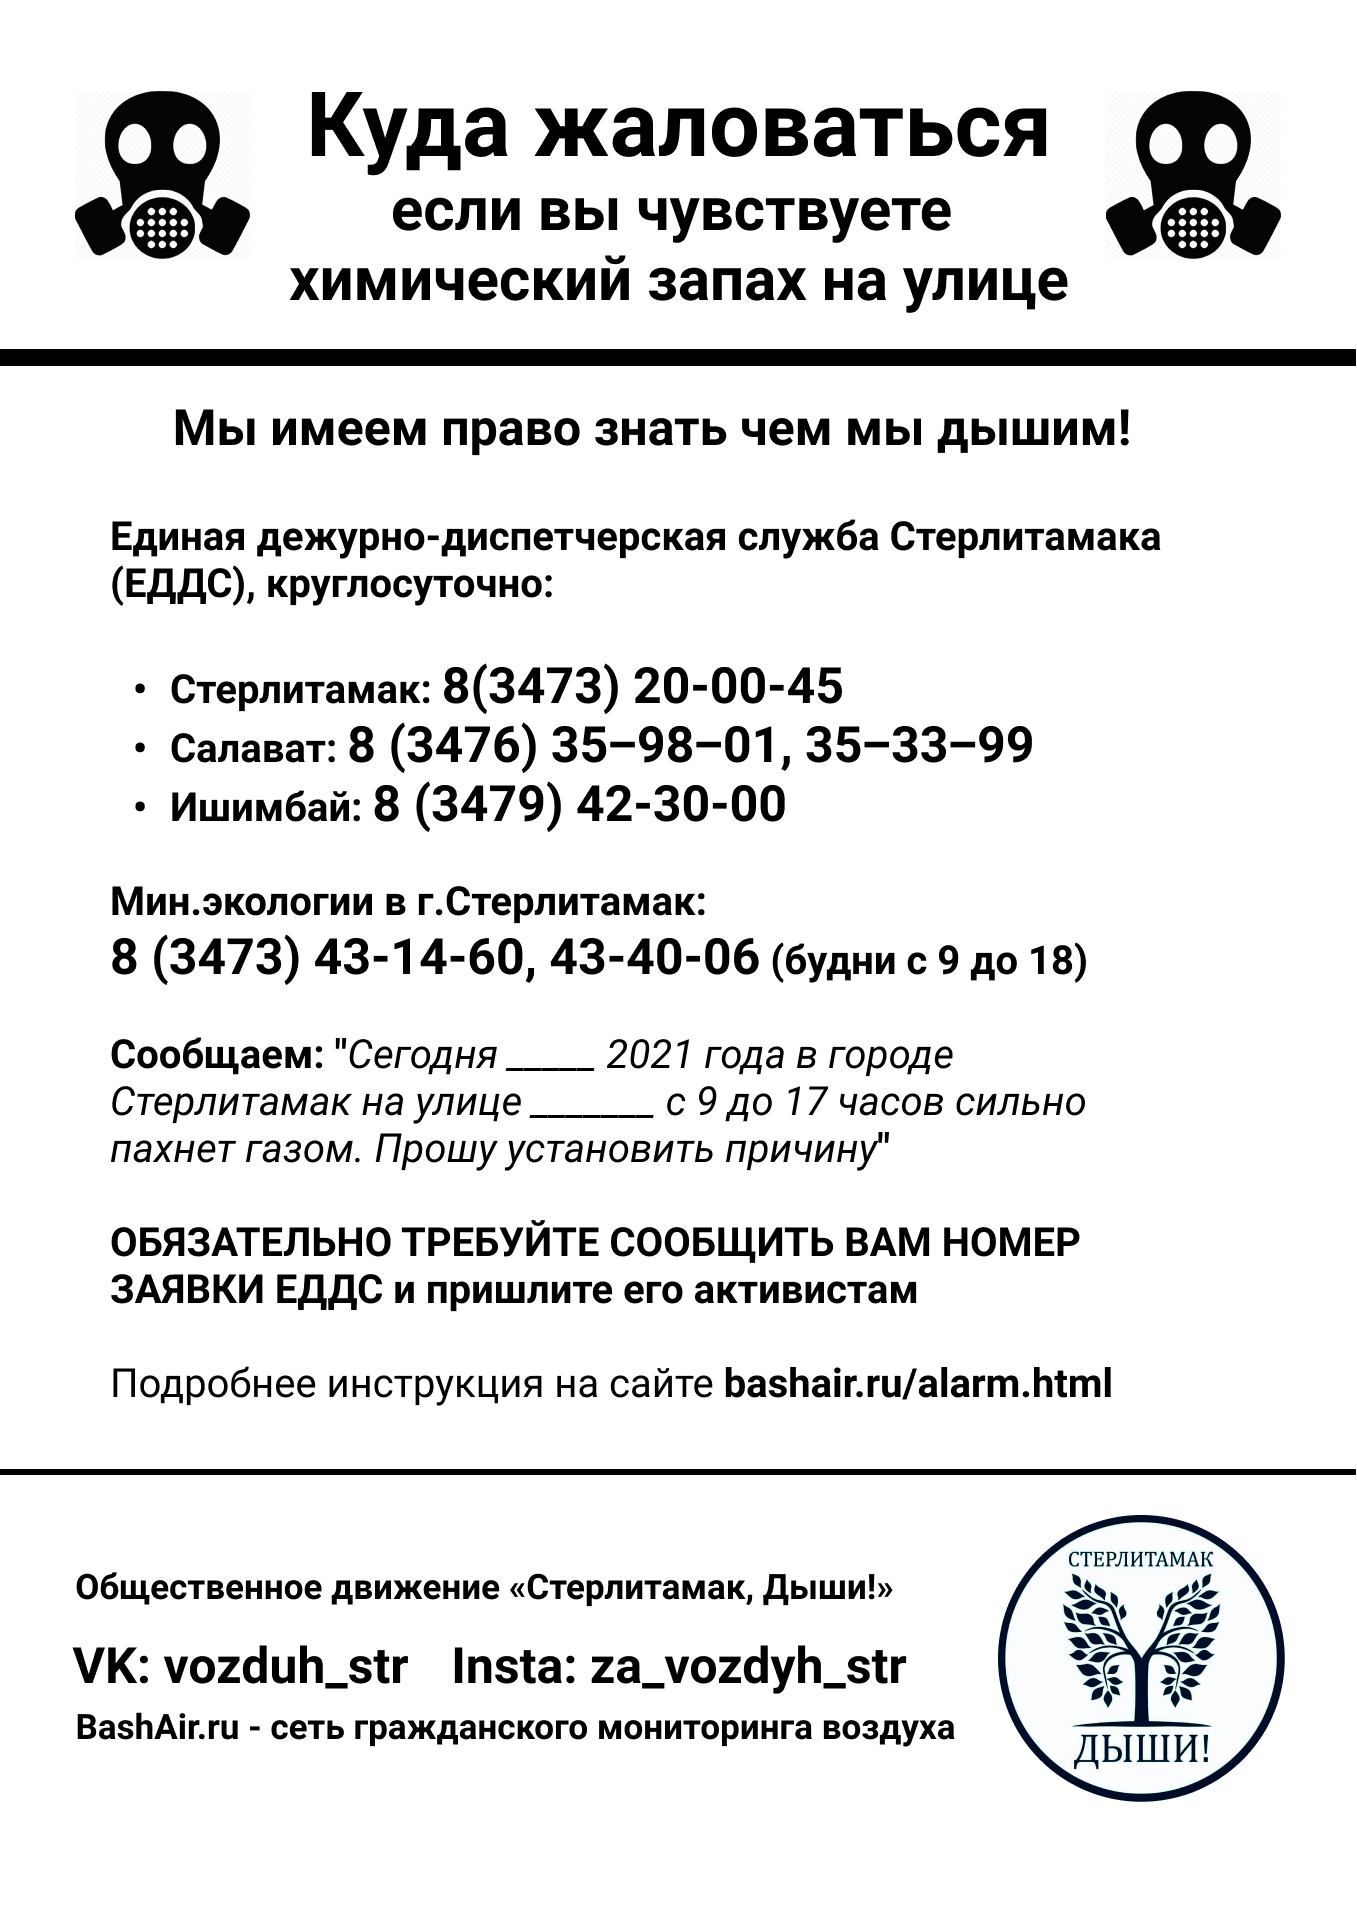 Куда жаловаться
если вы чувствуете
химический запах на улице
Мы имеем право знать чем мы дышим!
Единая дежурно-диспетчерская служба Стерлитамака
(ЕДДС), круглосуточно:
• Стерлитамак: 8(3473) 20-00-45
• Салават: 8 (3476) 35–98–01, 35–33–99
• Ишимбай: 8 (3479) 42-30-00
Мин.экологии в г.Стерлитамак:
8 (3473) 43-14-60, 43-40-06 (будни с 9 до 18)
Сообщаем: "Сегодня _____ 2021 года в городе
Стерлитамак на улице _______ с 9 до 17 часов сильно
пахнет газом. Прошу установить причину"
ОБЯЗАТЕЛЬНО ТРЕБУЙТЕ СООБЩИТЬ ВАМ НОМЕР
ЗАЯВКИ ЕДДС и пришлите его активистам
Подробнее инструкция на сайте bashair.ru/alarm.html
Общественное движение «Стерлитамак, Дыши!»
VK: vozduh_str Insta: za_vozdyh_str
BashAir.ru - сеть гражданского мониторинга воздуха
СТЕРЛИТАМАК
ДЫШИ!